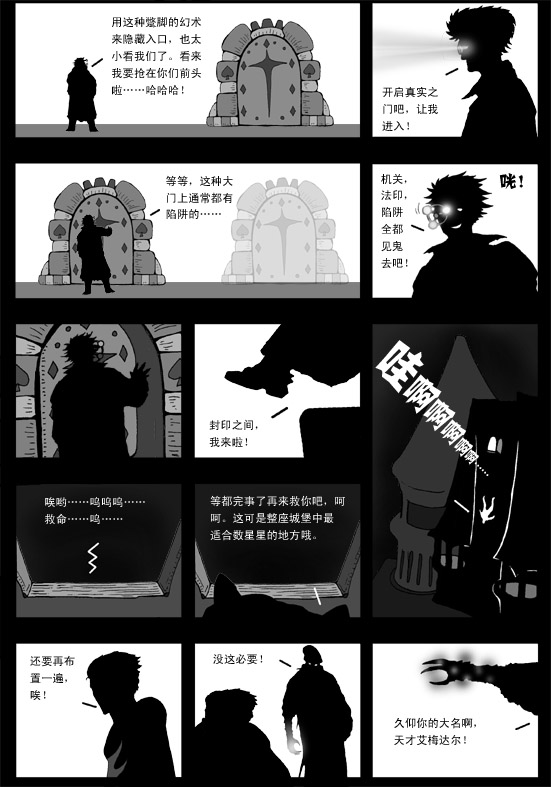 用这种蹩脚的幻术
来隐藏入口，也太
小看我们了。看来
我要抢在你们前头
啦……哈哈哈！
开启真实之
门吧，让我
进入！
等等，这种大
门上通常都有
陷阱的……
机关，
法印，
陷阱
全都
见鬼
去吧！
咣！
封印之间，
我来啦！
哇啊啊啊啊啊……
唉哟……呜呜呜……
救命……呜……
等都完事了再来救你吧，呵
呵。这可是整座城堡中最
适合数星星的地方哦。
还要再布
置一遍，
唉！
没这必要！
久仰你的大名啊，
天才艾梅达尔！